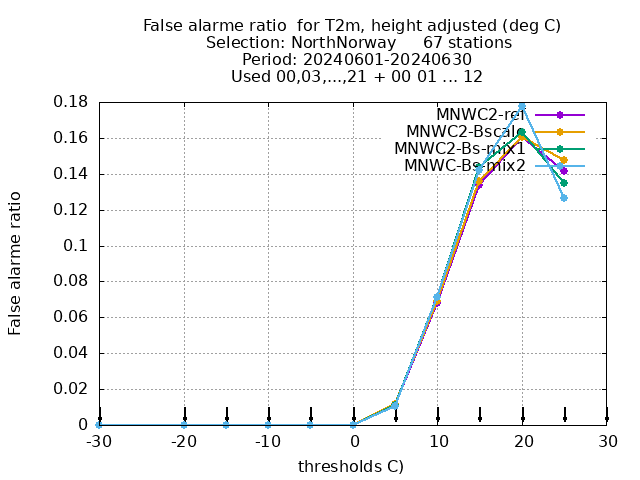 False alarme ratio  for T2m, height adjusted (deg C)
Selection: NorthNorway     67 stations
Period: 20240601-20240630
Used 00,03,...,21 + 00 01 ... 12
0.18
MNWC2-ref
0.16
MNWC2-Bscale
MNWC2-Bs-mix1
0.14
MNWC-Bs-mix2
0.12
0.1
0.08
0.06
0.04
0.02
0
False alarme ratio
-30 -20 -10 0 10 20 30
thresholds C)